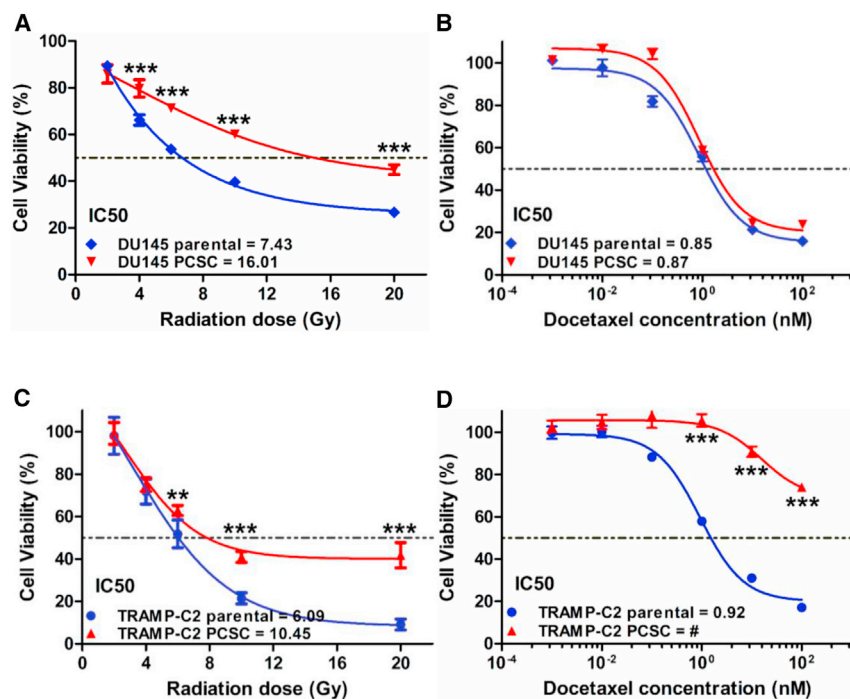 A
Cell Viability (%)
100
80
60
40
20
0
***
***
***
***
IC50
DU145 parental = 7.43
DU145 PCSC = 16.01
0 4 8 12 16 20
Radiation dose (Gy)
B
Cell Viability (%)
100
80
60
40
20
0
IC50
DU145 parental = 0.85
DU145 PCSC = 0.87
10-4 10-2 100 102
Docetaxel concentration (nM)
C
Cell Viability (%)
100
80
60
40
20
0
**
***
***
IC50
TRAMP-C2 parental = 6.09
TRAMP-C2 PCSC = 10.45
0 4 8 12 16 20
Radiation dose (Gy)
D
Cell Viability (%)
100
80
60
40
20
0
***
***
***
IC50
TRAMP-C2 parental = 0.92
TRAMP-C2 PCSC = #
10-4 10-2 100 102
Docetaxel concentration (nM)